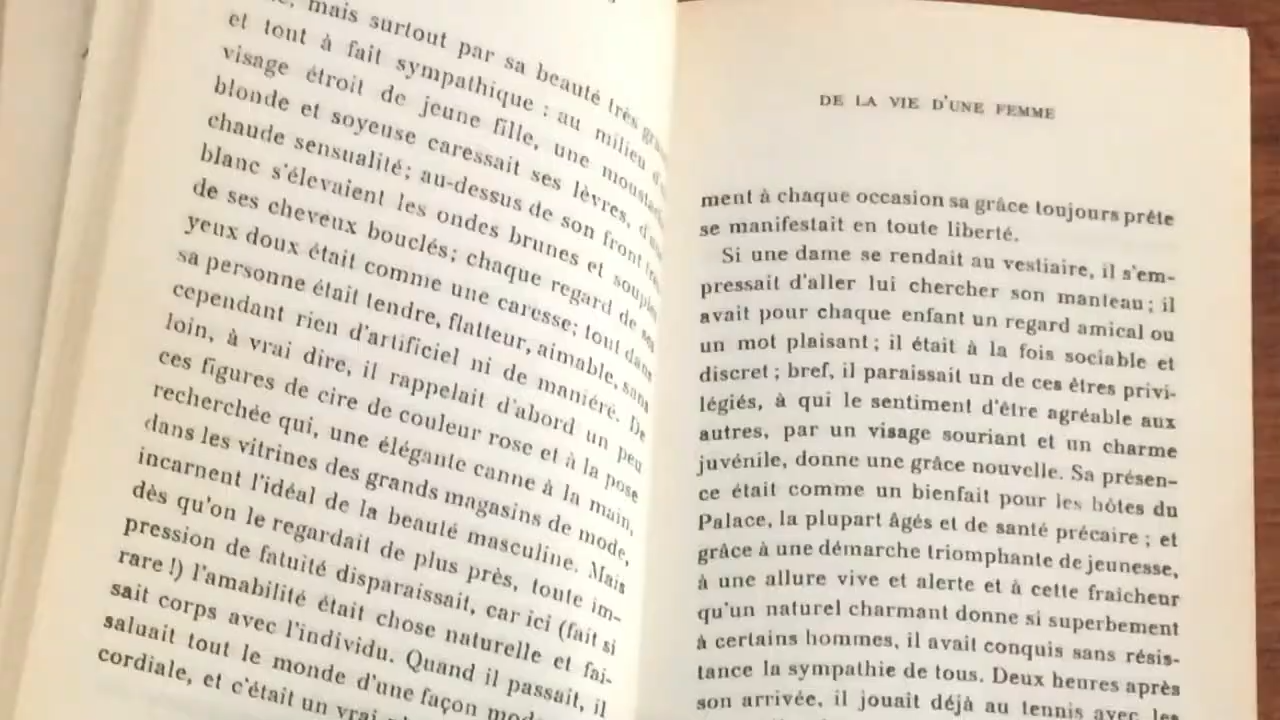 mais surtout par sa beauté très
et tout à fait sympathique : au milieu
visage étroit de jeune fille, une
blonde et soyeuse caressait ses lèvres,
chaude sensualité; au-dessus de son front
blanc s'élevaient les ondes brunes et
de ses cheveux bouclés; chaque regard de
yeux doux était comme une caresse; tout dans
sa personne était tendre, flatteur, aimable, sans
cependant rien d'artificiel ni de maniéré. De
loin, à vrai dire, il rappelait d'abord un peu
ces figures de cire de couleur rose et à la pose
recherchée qui, une élégante canne à la main,
dans les vitrines des grands magasins de mode,
incarnent l'idéal de la beauté masculine. Mais
dès qu'on le regardait de plus près, toute im-
pression de fatuité disparaissait, car ici (fait si
rare !) l'amabilité était chose naturelle et fai-
sait corps avec l'individu. Quand il passait, il
saluait tout le monde d'une façon
cordiale, et c'était un vrai
DE LA VIE D'UNE FEMME
ment à chaque occasion sa grâce toujours prête
se manifestait en toute liberté.
Si une dame se rendait au vestiaire, il s'em-
pressait d'aller lui chercher son manteau; il
avait pour chaque enfant un regard amical ou
un mot plaisant; il était à la fois sociable et
discret; bref, il paraissait un de ces êtres privi-
légiés, à qui le sentiment d'être agréable aux
autres, par un visage souriant et un charme
juvénile, donne une grâce nouvelle. Sa présen-
ce était comme un bienfait pour les hôtes du
Palace, la plupart âgés et de santé précaire; et
grâce à une démarche triomphante de jeunesse,
à une allure vive et alerte et à cette fraîcheur
qu'un naturel charmant donne si superbement
à certains hommes, il avait conquis sans résis-
tance la sympathie de tous. Deux heures après
son arrivée, il jouait déjà au tennis avec les